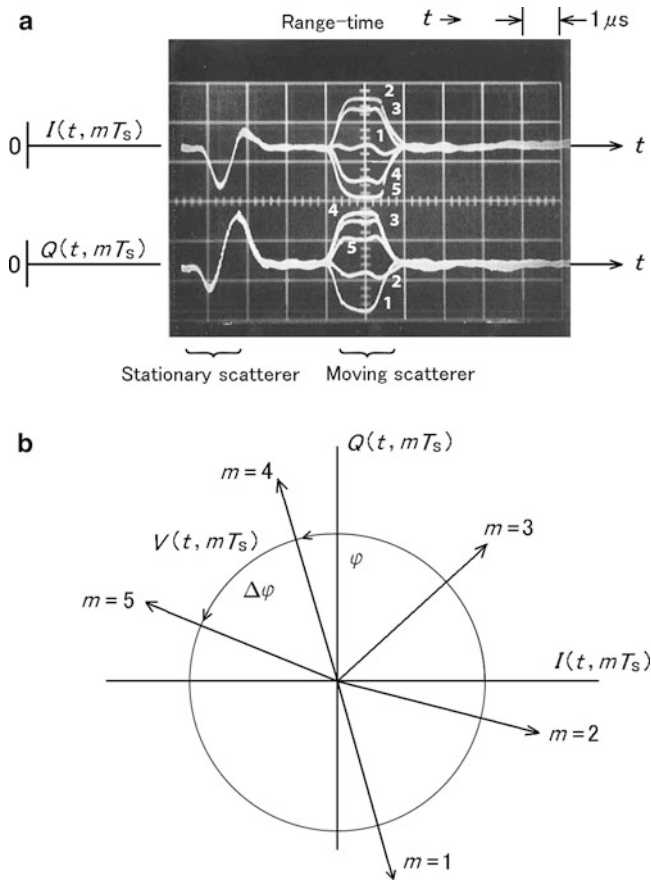 a
Range-time t → 1 μs
2
3
0 I(t, mTs) 1 t
4
5
4 3
0 Q(t, mTs) 5 t
2
1
Stationary scatterer Moving scatterer
b
Q(t, mTs)
m = 4
V(t, mTs) m = 3
φ
Δφ
m = 5
I(t, mTs)
m = 2
m = 1